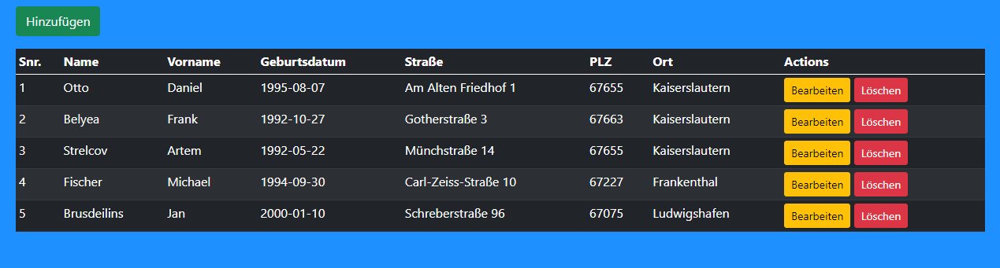 Hinzufügen
Snr. Name Vorname Geburtsdatum Straße PLZ Ort Actions
1 Otto Daniel 1995-08-07 Am Alten Friedhof 1 67655 Kaiserslautern Bearbeiten Löschen
2 Belyea Frank 1992-10-27 Gotherstraße 3 67663 Kaiserslautern Bearbeiten Löschen
3 Strelcov Artem 1992-05-22 Münchstraße 14 67655 Kaiserslautern Bearbeiten Löschen
4 Fischer Michael 1994-09-30 Carl-Zeiss-Straße 10 67227 Frankenthal Bearbeiten Löschen
5 Brusdeilins Jan 2000-01-10 Schreberstraße 96 67075 Ludwigshafen Bearbeiten Löschen